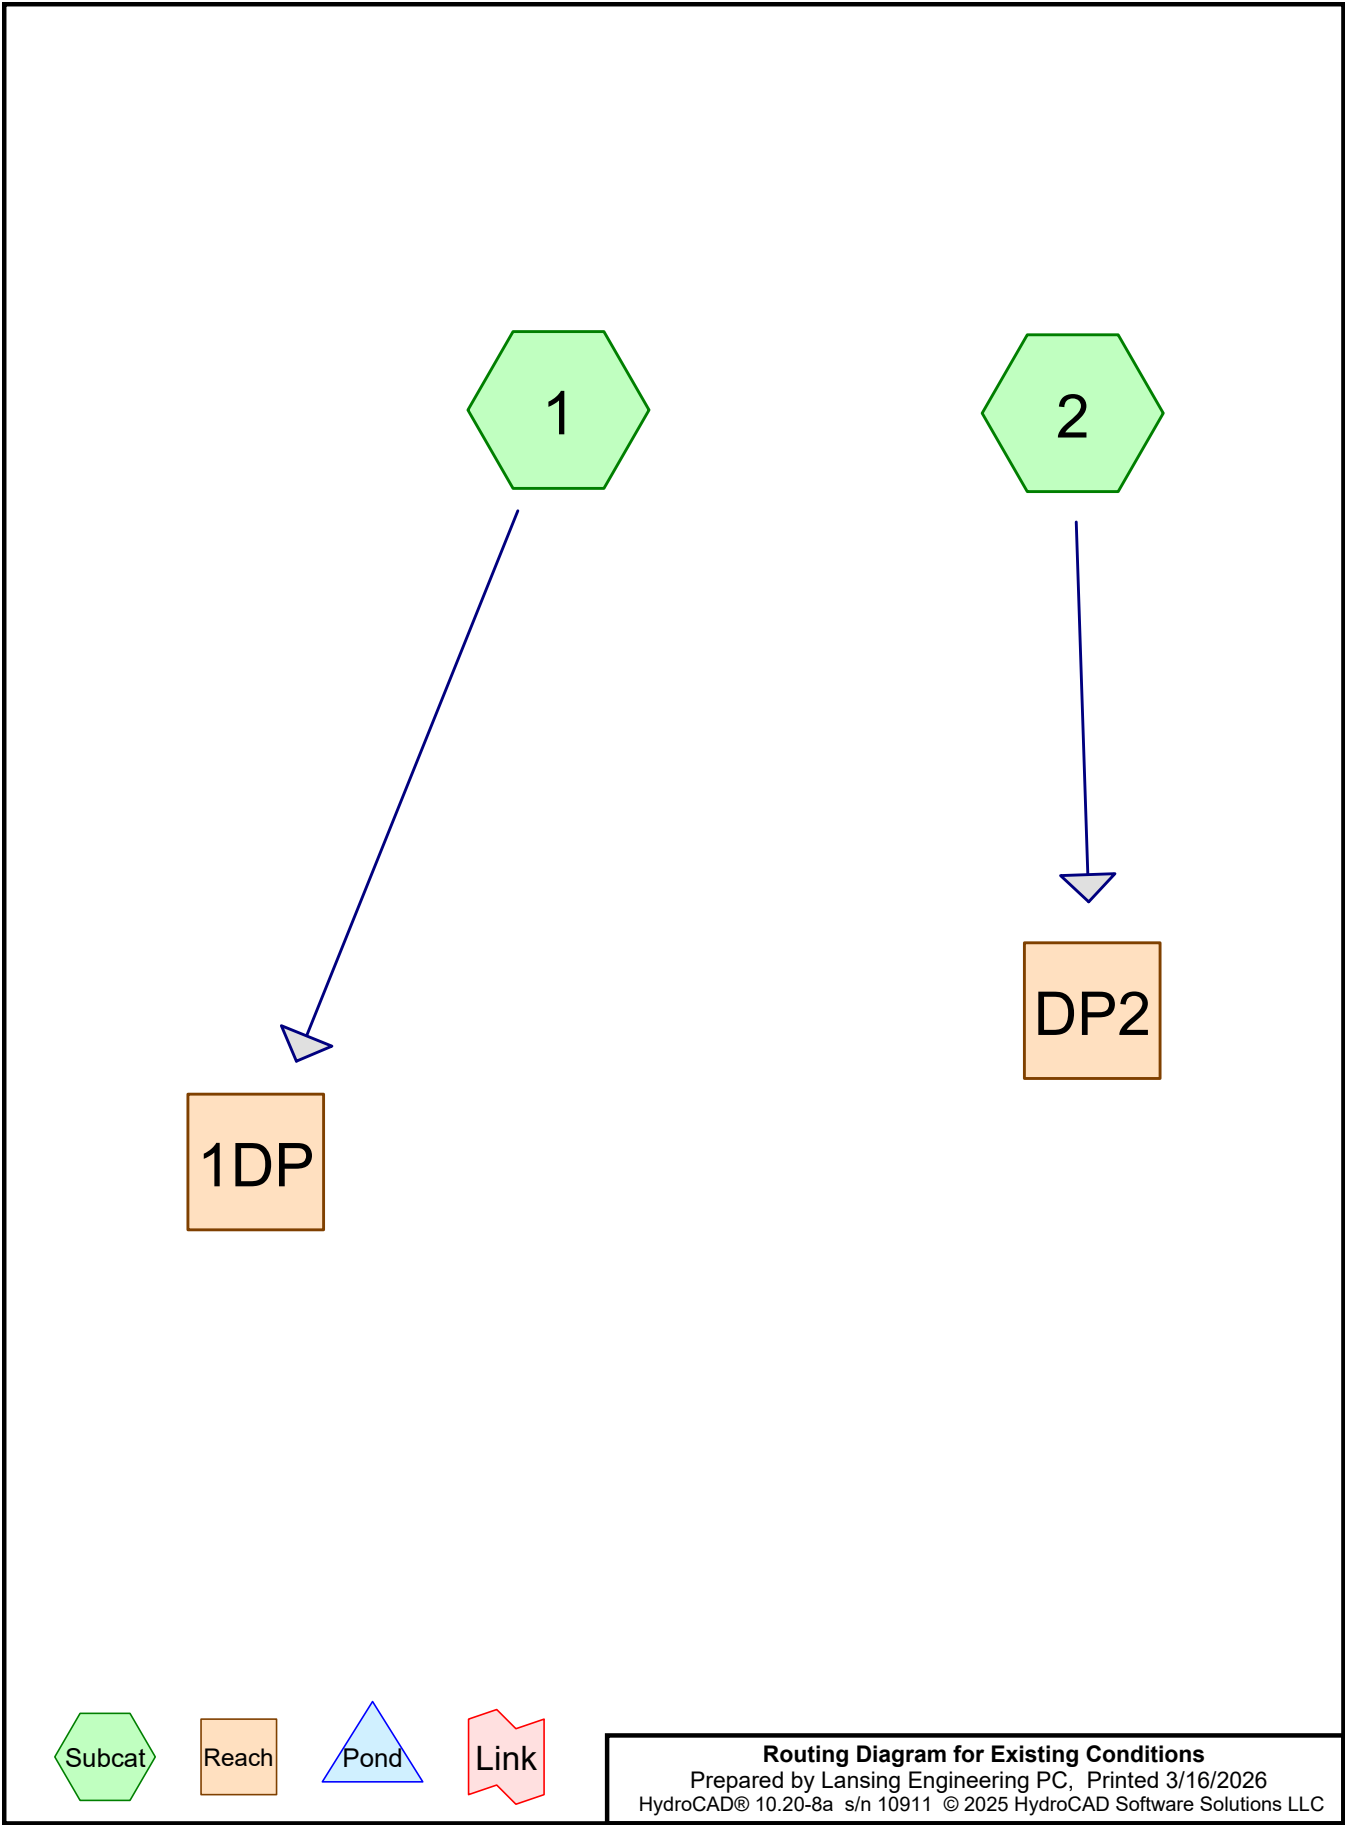 1
2
DP2
1DP
Subcat
Reach
Pond
Link
Routing Diagram for Existing Conditions
Prepared by Lansing Engineering PC,  Printed 3/16/2026
HydroCAD® 10.20-8a  s/n 10911  © 2025 HydroCAD Software Solutions LLC